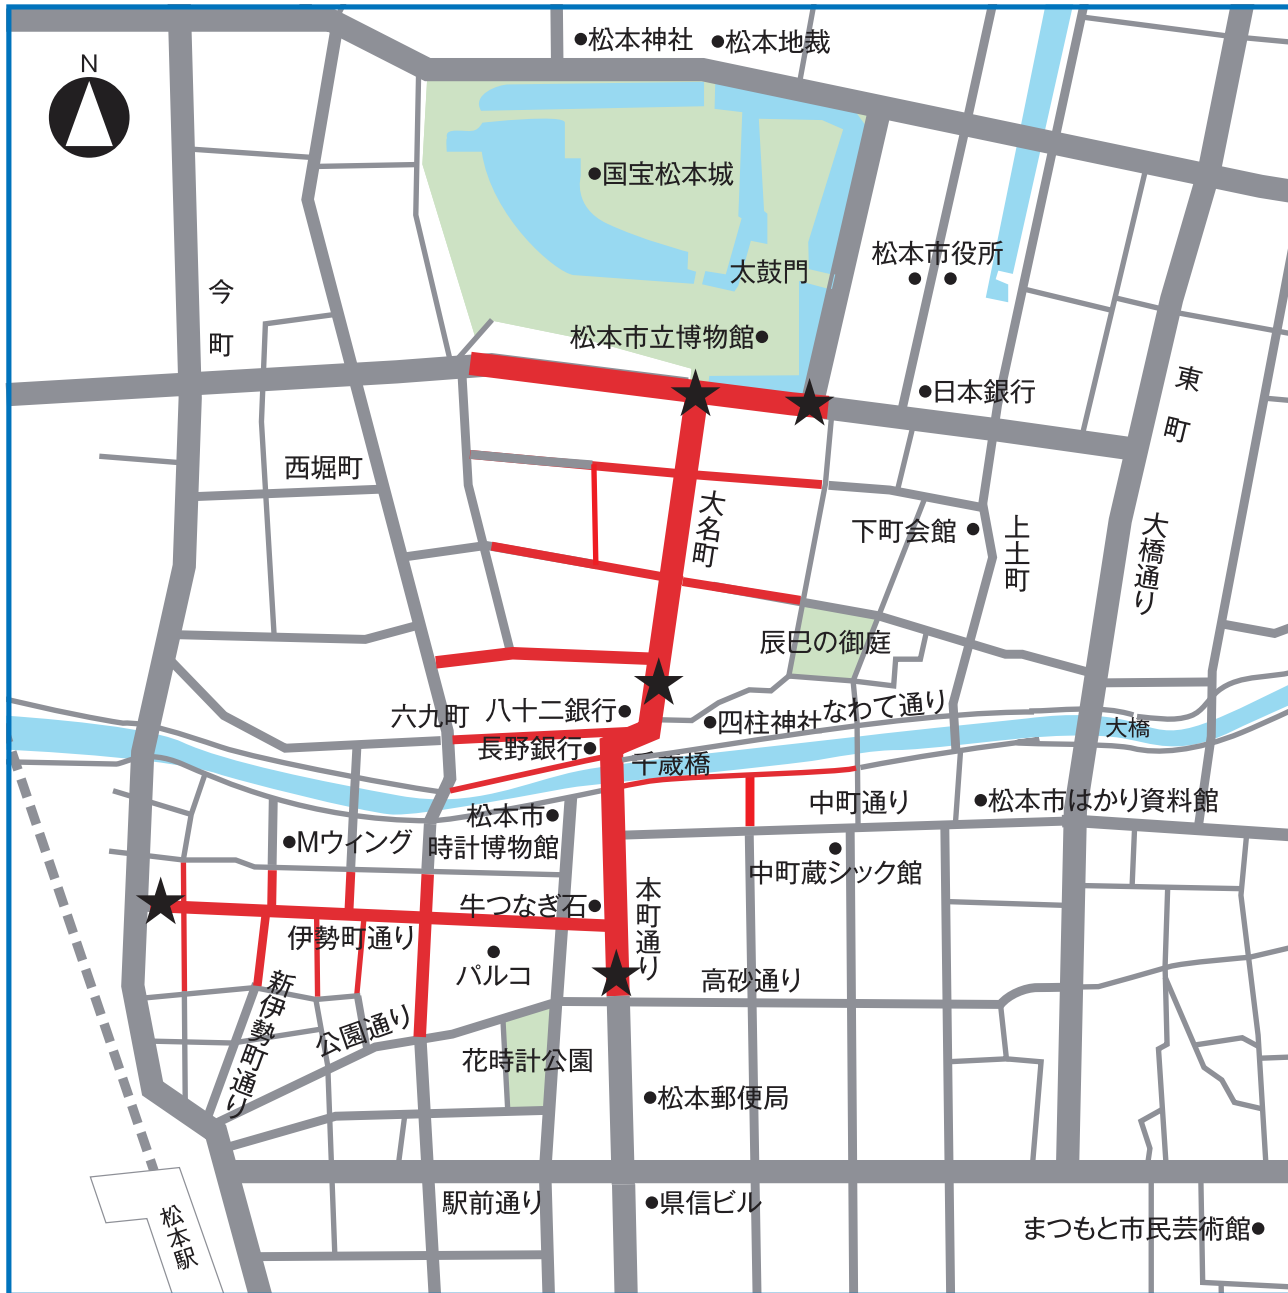 松本神社
松本地裁
N
国宝松本城
松本市役所
太鼓門
今町
松本市立博物館
日本銀行
東町
西堀町
大名町
下町会館
上土町
大橋通り
辰巳の御庭
六九町
八十二銀行
四柱神社
なわて通り
大橋
長野銀行
千歳橋
中町通り
松本市はかり資料館
松本市
時計博物館
Mウィング
中町蔵シック館
牛つなぎ石
本町通り
伊勢町通り
パルコ
高砂通り
新伊勢町通り
公園通り
花時計公園
松本郵便局
駅前通り
県信ビル
松本駅
まつもと市民芸術館